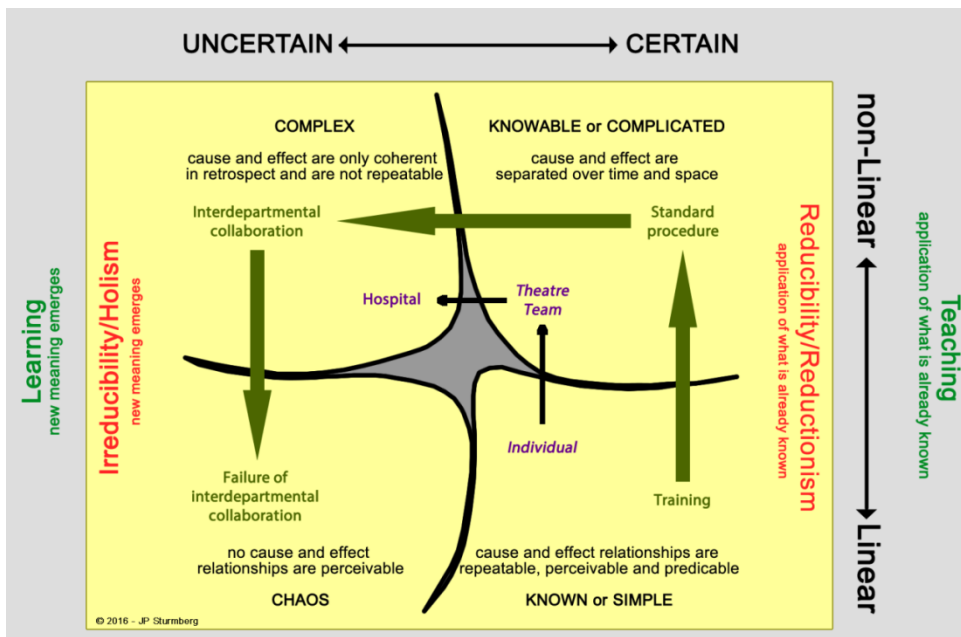 UNCERTAIN
CERTAIN
COMPLEX
cause and effect are only coherent
in retrospect and are not repeatable
KNOWABLE or COMPLICATED
cause and effect are
separated over time and space
Interdepartmental
collaboration
Standard
procedure
Hospital
Theatre
Team
Individual
Failure of
interdepartmental
collaboration
Training
no cause and effect
relationships are perceivable
CHAOS
cause and effect relationships are
repeatable, perceivable and predicable
KNOWN or SIMPLE
© 2016 - JP Sturmberg
Learning
new meaning emerges
Irreducibility/Holism
new meaning emerges
Reducibility/Reductionism
application of what is already known
non-Linear
Linear
Teaching
application of what is already known